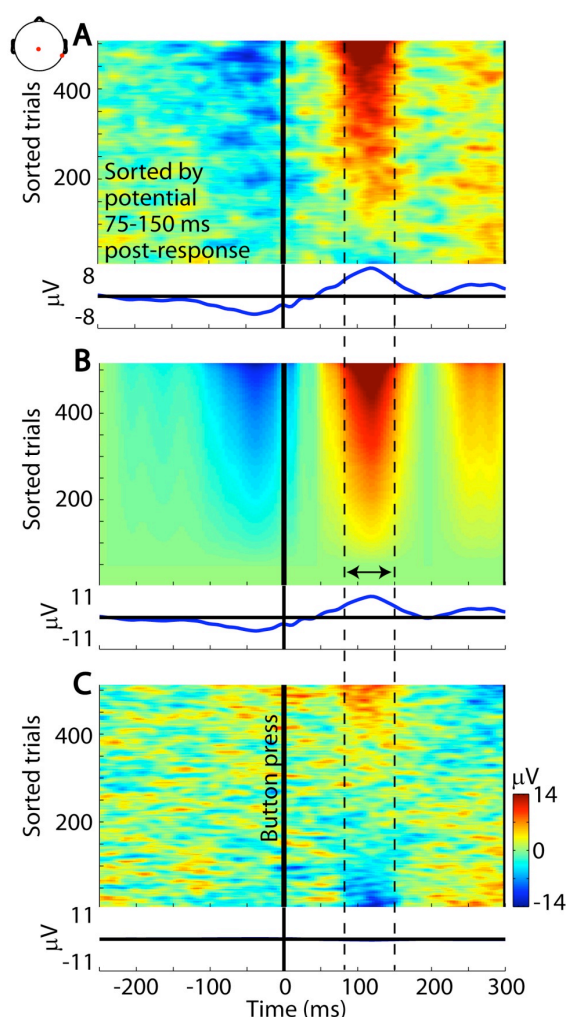 A
400
Sorted trials
200
Sorted by
potential
75-150 ms
post-response
8
μV
-8
B
400
Sorted trials
200
11
μV
-11
C
400
Sorted trials
Button press
200
μV
14
0
-14
11
μV
-11
-200 -100 0 100 200 300
Time (ms)